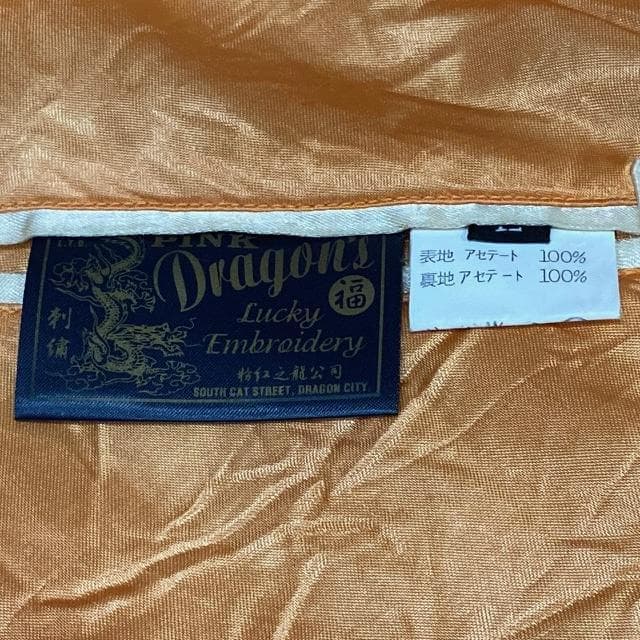 L.T.D.
PINK
Dragon's
福
Lucky
Embroidery
刺繍
粉紅之龍公司
SOUTH CAT STREET, DRAGON CITY.
表地 アセテート 100%
裏地 アセテート 100%